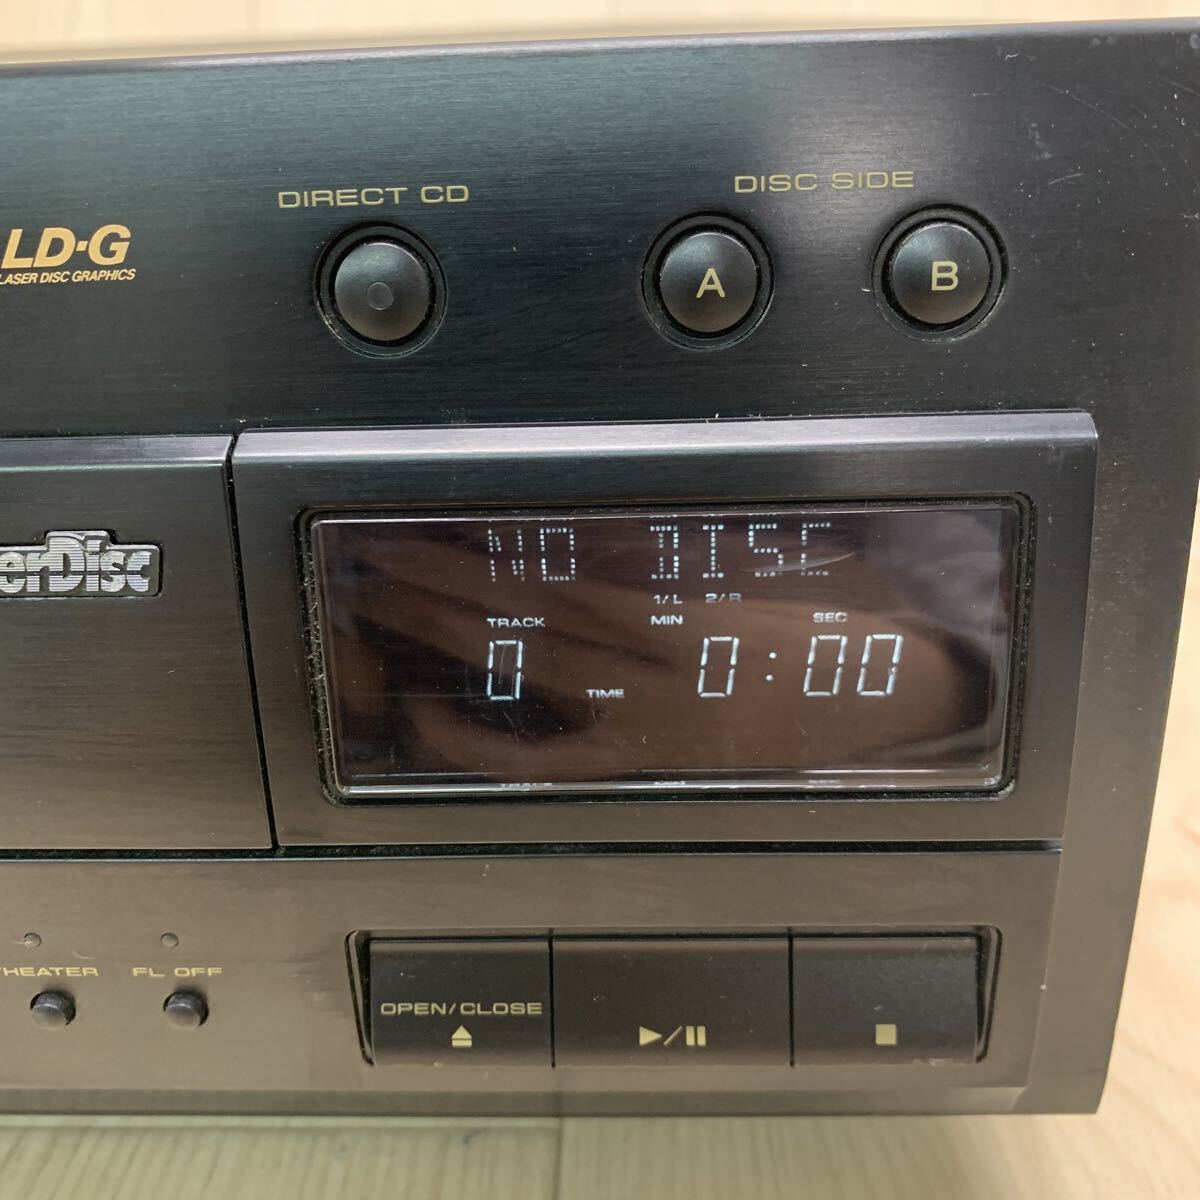 DIRECT CD
DISC SIDE
LD·G
LASER DISC GRAPHICS
A
B
erDisc
NO DISC
1/L 2/R
TRACK MIN SEC
0 TIME 0:00
THEATER
FL OFF
OPEN/CLOSE